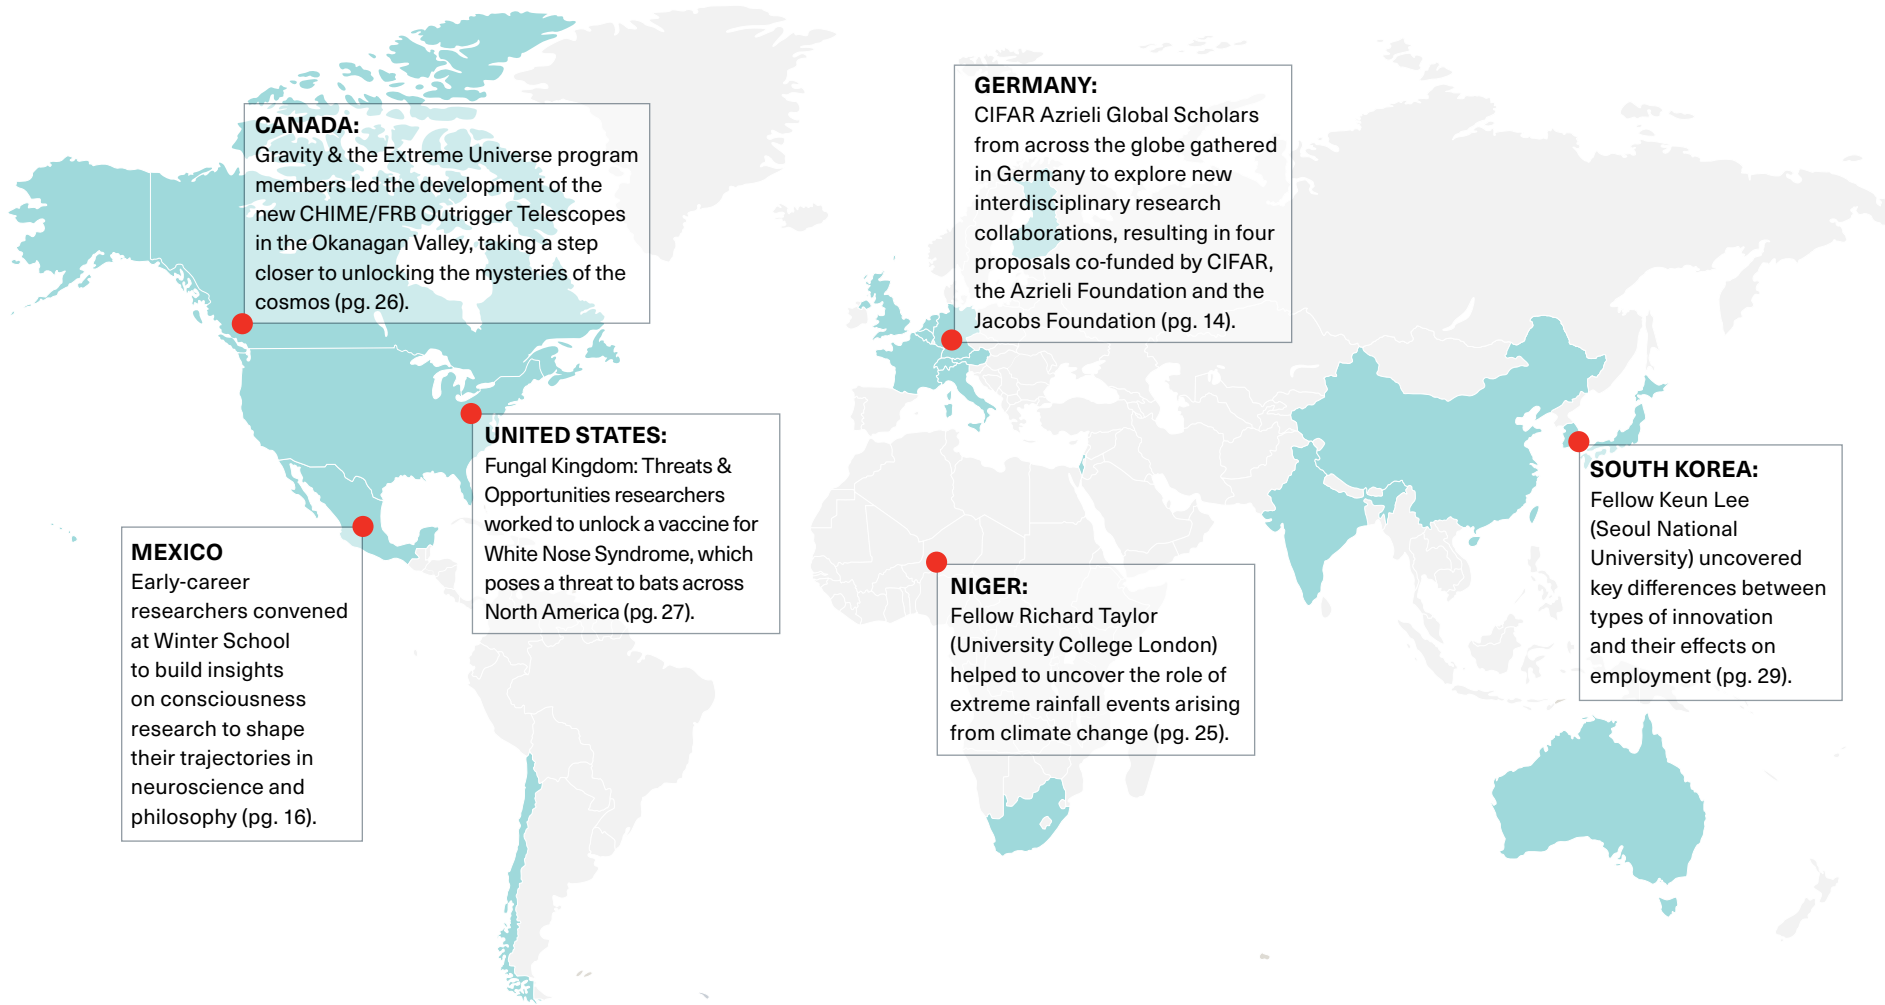 CANADA:
Gravity & the Extreme Universe program
members led the development of the
new CHIME/FRB Outrigger Telescopes
in the Okanagan Valley, taking a step
closer to unlocking the mysteries of the
cosmos (pg. 26).
GERMANY:
CIFAR Azrieli Global Scholars
from across the globe gathered
in Germany to explore new
interdisciplinary research
collaborations, resulting in four
proposals co-funded by CIFAR,
the Azrieli Foundation and the
Jacobs Foundation (pg. 14).
UNITED STATES:
Fungal Kingdom: Threats &
Opportunities researchers
worked to unlock a vaccine for
White Nose Syndrome, which
poses a threat to bats across
North America (pg. 27).
SOUTH KOREA:
Fellow Keun Lee
(Seoul National
University) uncovered
key differences between
types of innovation
and their effects on
employment (pg. 29).
MEXICO
Early-career
researchers convened
at Winter School
to build insights
on consciousness
research to shape
their trajectories in
neuroscience and
philosophy (pg. 16).
NIGER:
Fellow Richard Taylor
(University College London)
helped to uncover the role of
extreme rainfall events arising
from climate change (pg. 25).